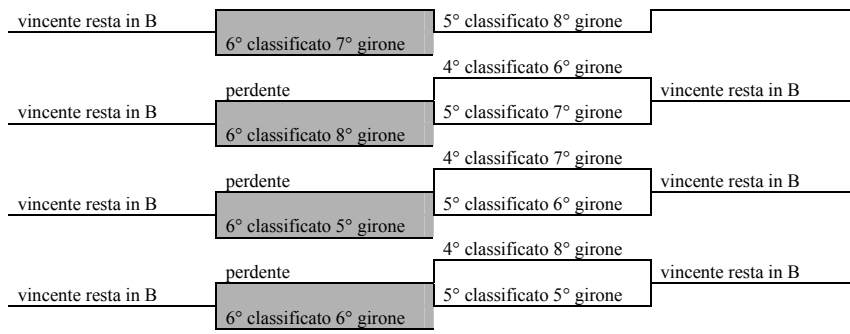 vincente resta in B
5° classificato 8° girone
6° classificato 7° girone
4° classificato 6° girone
perdente
vincente resta in B
vincente resta in B
5° classificato 7° girone
6° classificato 8° girone
4° classificato 7° girone
perdente
vincente resta in B
vincente resta in B
5° classificato 6° girone
6° classificato 5° girone
4° classificato 8° girone
perdente
vincente resta in B
vincente resta in B
5° classificato 5° girone
6° classificato 6° girone